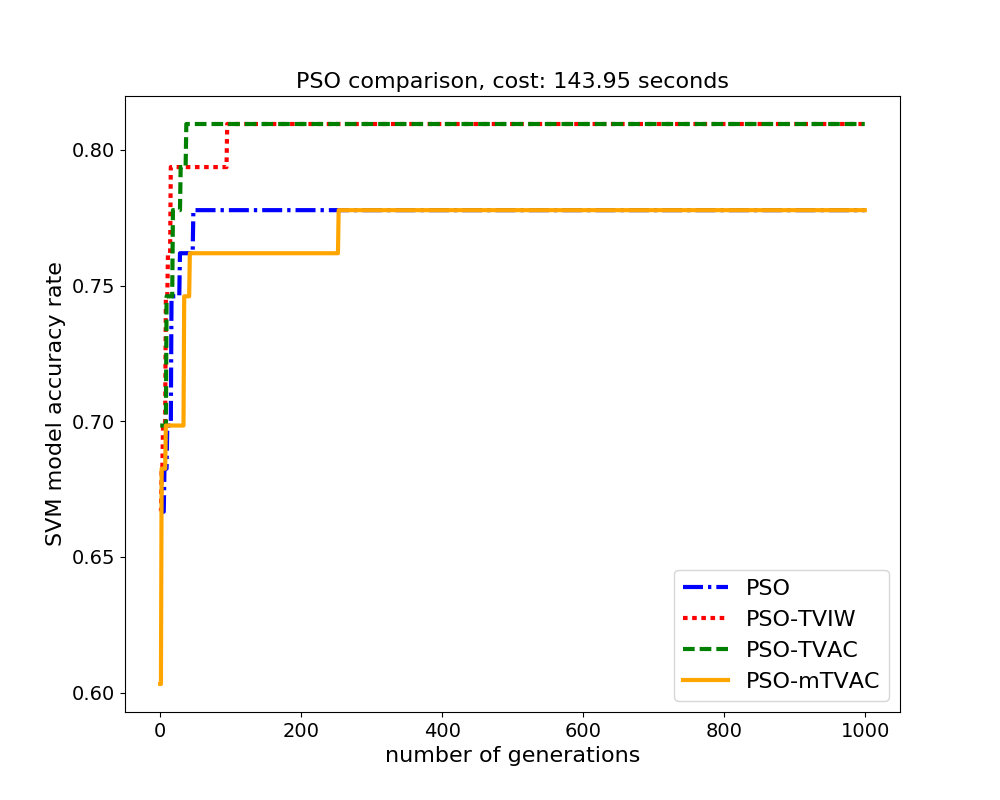 PSO comparison, cost: 143.95 seconds
SVM model accuracy rate
0.80
0.75
0.70
0.65
0.60
0 200 400 600 800 1000
number of generations
PSO
PSO-TVIW
PSO-TVAC
PSO-mTVAC